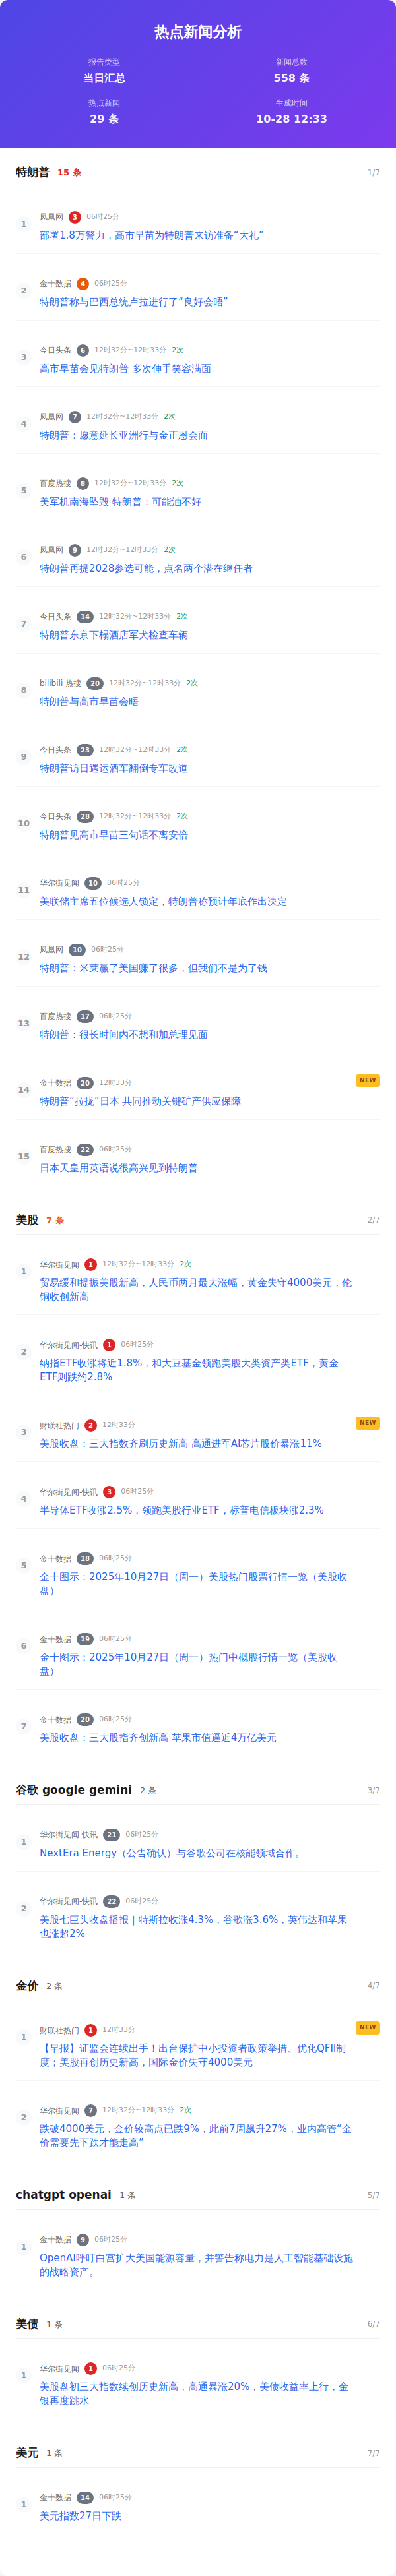 热点新闻分析
报告类型
新闻总数
当日汇总
558 条
热点新闻
生成时间
29 条
10-28 12:33
特朗普 15 条 1/7
1
凤凰网 3 06时25分
部署1.8万警力，高市早苗为特朗普来访准备“大礼”
2
金十数据 4 06时25分
特朗普称与巴西总统卢拉进行了“良好会晤”
3
今日头条 6 12时32分~12时33分 2次
高市早苗会见特朗普 多次伸手笑容满面
4
凤凰网 7 12时32分~12时33分 2次
特朗普：愿意延长亚洲行与金正恩会面
5
百度热搜 8 12时32分~12时33分 2次
美军机南海坠毁 特朗普：可能油不好
6
凤凰网 9 12时32分~12时33分 2次
特朗普再提2028参选可能，点名两个潜在继任者
7
今日头条 14 12时32分~12时33分 2次
特朗普东京下榻酒店军犬检查车辆
8
bilibili 热搜 20 12时32分~12时33分 2次
特朗普与高市早苗会晤
9
今日头条 23 12时32分~12时33分 2次
特朗普访日遇运酒车翻倒专车改道
10
今日头条 28 12时32分~12时33分 2次
特朗普见高市早苗三句话不离安倍
11
华尔街见闻 10 06时25分
美联储主席五位候选人锁定，特朗普称预计年底作出决定
12
凤凰网 10 06时25分
特朗普：米莱赢了美国赚了很多，但我们不是为了钱
13
百度热搜 17 06时25分
特朗普：很长时间内不想和加总理见面
14
金十数据 20 12时33分 NEW
特朗普“拉拢”日本 共同推动关键矿产供应保障
15
百度热搜 22 06时25分
日本天皇用英语说很高兴见到特朗普
美股 7 条 2/7
1
华尔街见闻 1 12时32分~12时33分 2次
贸易缓和提振美股新高，人民币两月最大涨幅，黄金失守4000美元，伦
铜收创新高
2
华尔街见闻-快讯 1 06时25分
纳指ETF收涨将近1.8%，和大豆基金领跑美股大类资产类ETF，黄金
ETF则跌约2.8%
3
财联社热门 2 12时33分 NEW
美股收盘：三大指数齐刷历史新高 高通进军AI芯片股价暴涨11%
4
华尔街见闻-快讯 3 06时25分
半导体ETF收涨2.5%，领跑美股行业ETF，标普电信板块涨2.3%
5
金十数据 18 06时25分
金十图示：2025年10月27日（周一）美股热门股票行情一览（美股收
盘）
6
金十数据 19 06时25分
金十图示：2025年10月27日（周一）热门中概股行情一览（美股收
盘）
7
金十数据 20 06时25分
美股收盘：三大股指齐创新高 苹果市值逼近4万亿美元
谷歌 google gemini 2 条 3/7
1
华尔街见闻-快讯 21 06时25分
NextEra Energy（公告确认）与谷歌公司在核能领域合作。
2
华尔街见闻-快讯 22 06时25分
美股七巨头收盘播报｜特斯拉收涨4.3%，谷歌涨3.6%，英伟达和苹果
也涨超2%
金价 2 条 4/7
1
财联社热门 1 12时33分 NEW
【早报】证监会连续出手！出台保护中小投资者政策举措、优化QFII制
度；美股再创历史新高，国际金价失守4000美元
2
华尔街见闻 7 12时32分~12时33分 2次
跌破4000美元，金价较高点已跌9%，此前7周飙升27%，业内高管“金
价需要先下跌才能走高”
chatgpt openai 1 条 5/7
1
金十数据 9 06时25分
OpenAI呼吁白宫扩大美国能源容量，并警告称电力是人工智能基础设施
的战略资产。
美债 1 条 6/7
1
华尔街见闻 1 06时25分
美股盘初三大指数续创历史新高，高通暴涨20%，美债收益率上行，金
银再度跳水
美元 1 条 7/7
1
金十数据 14 06时25分
美元指数27日下跌